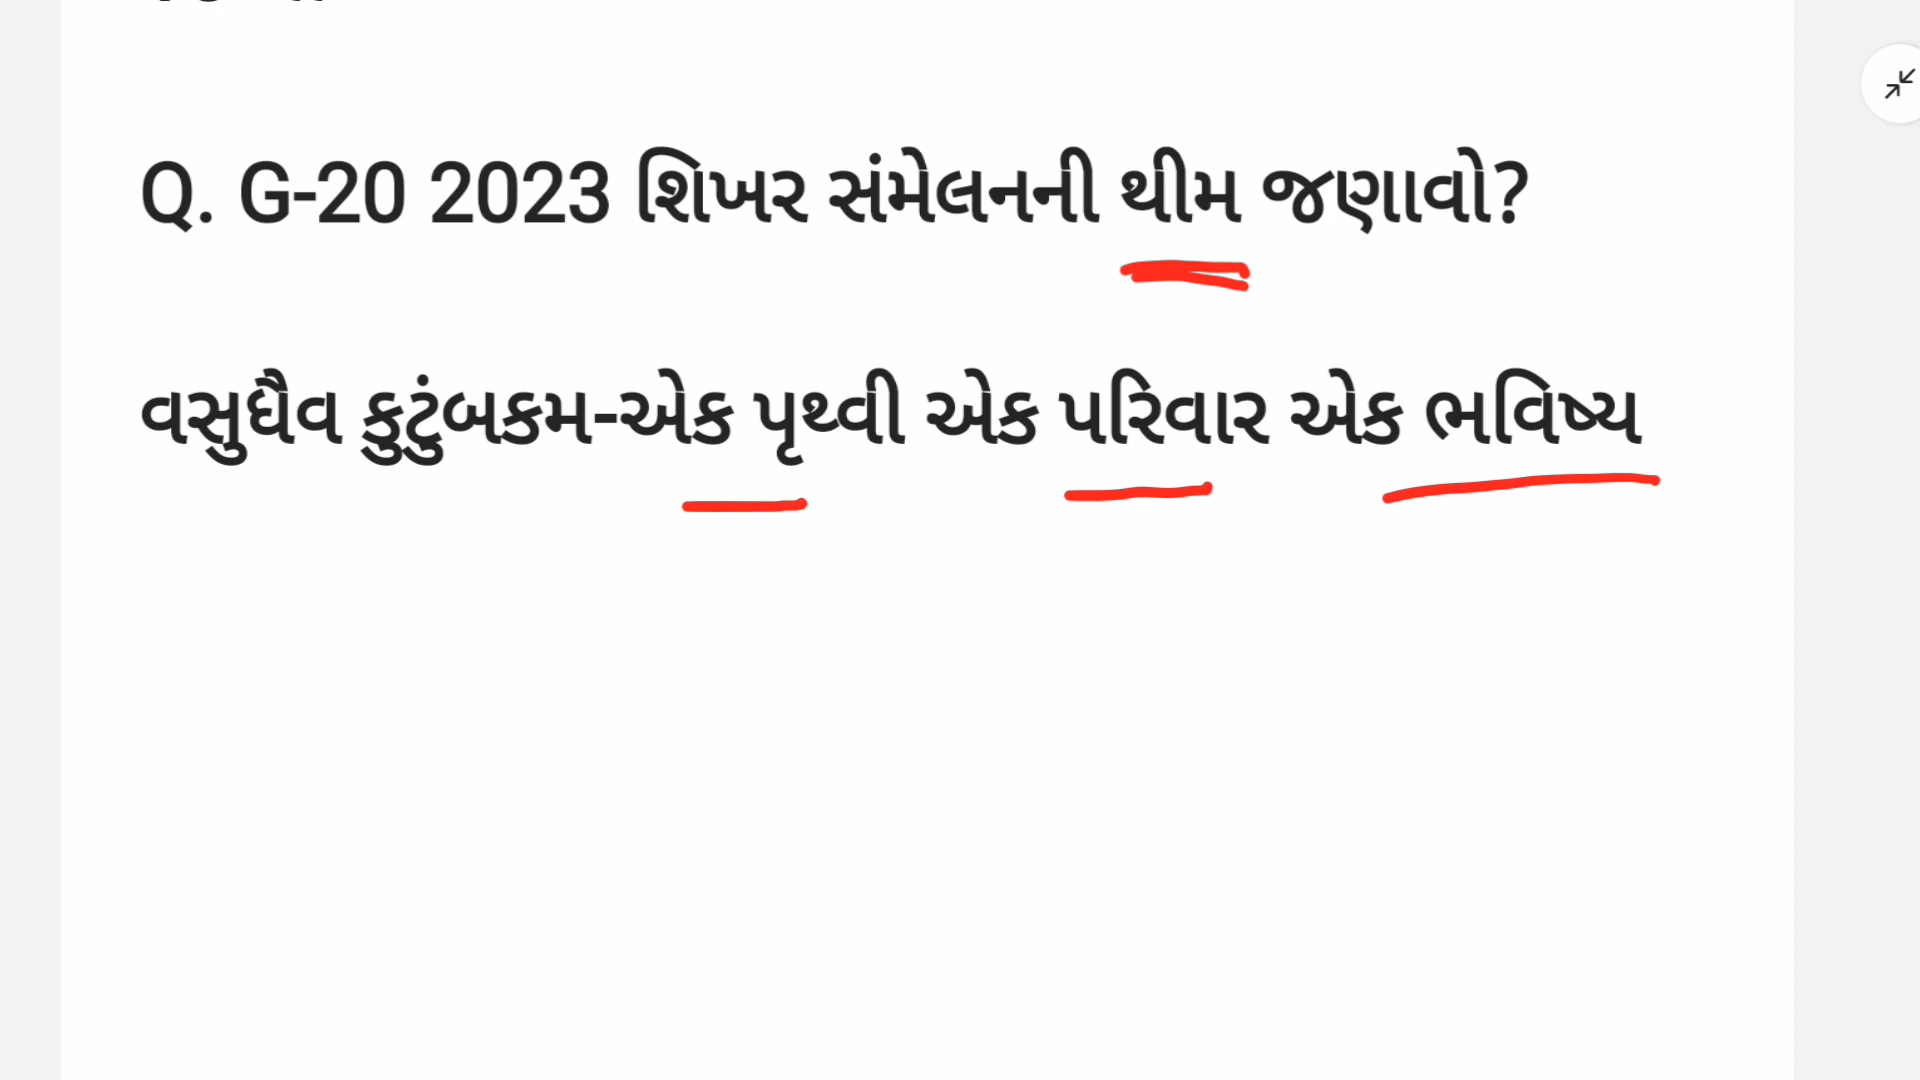 Q. G-20 2023 શિખર સંમેલનની થીમ જણાવો?
વસુધૈવ કુટુંબકમ-એક પૃથ્વી એક પરિવાર એક ભવિષ્ય